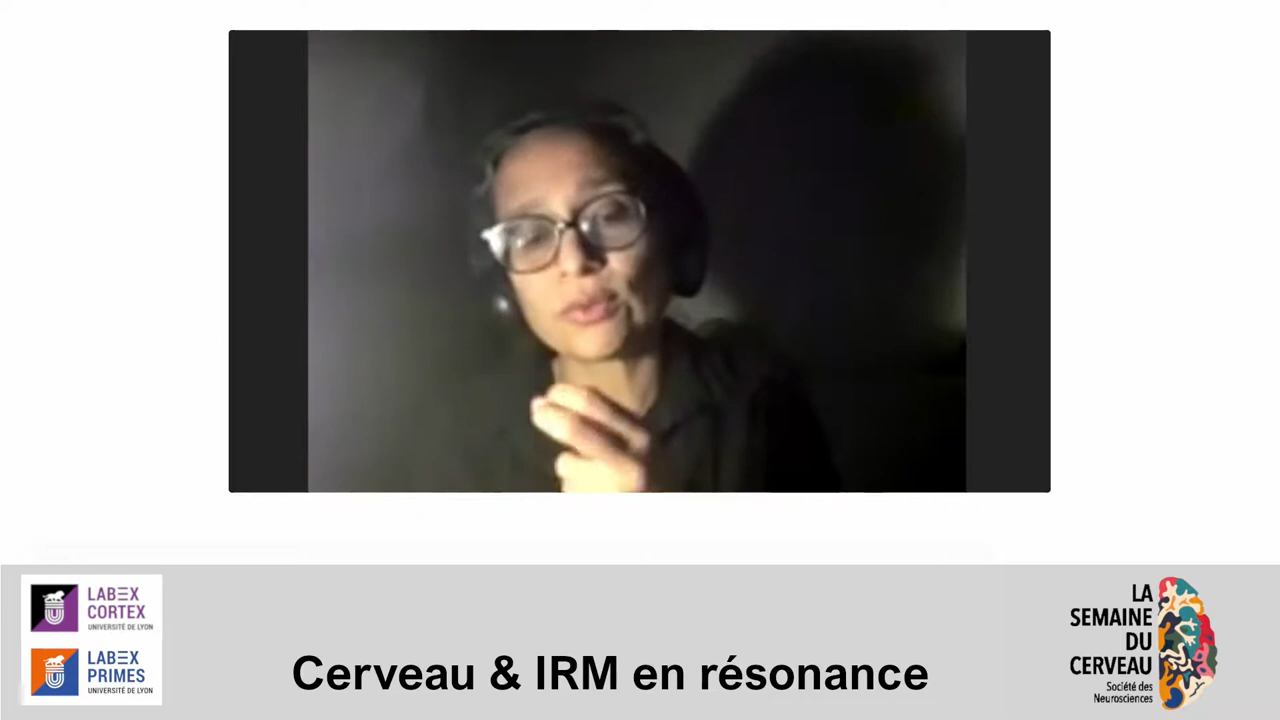 LABEX
CORTEX
UNIVERSITÉ DE LYON
LABEX
PRIMES
UNIVERSITÉ DE LYON
Cerveau & IRM en résonance
LA
SEMAINE
DU
CERVEAU
Société des
Neurosciences